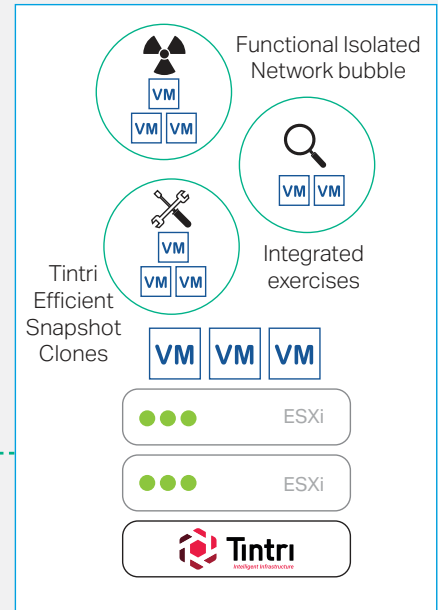 Functional Isolated
Network bubble
VM
VM VM
VM VM
Integrated
exercises
VM
VM VM
Tintri
Efficient
Snapshot
Clones
VM VM VM
ESXi
ESXi
Tintri
Intelligent Infrastructure